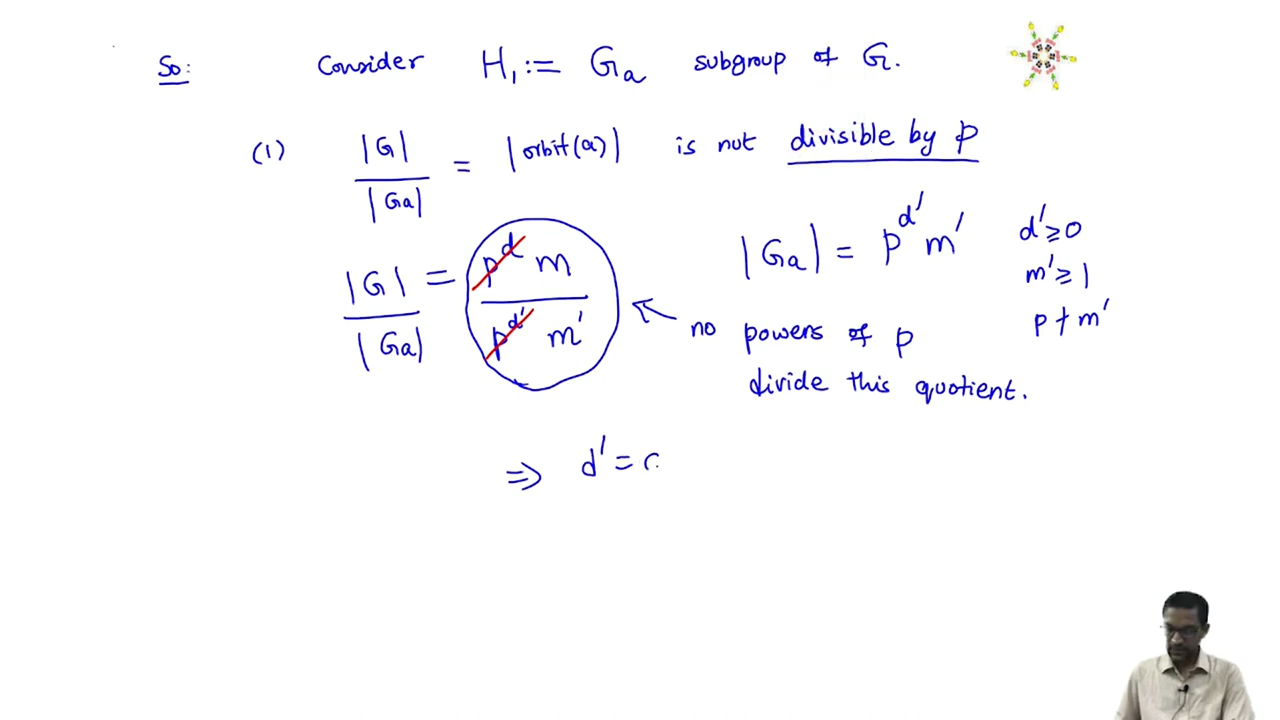 So: Consider H₁ := Gₐ subgroup of G.
(1) |G| / |Gₐ| = |orbit(a)| is not divisible by p
|G| / |Gₐ| = p^d m / p^d' m'
|Gₐ| = p^d' m' d' ≥ 0
m' ≥ 1
p ∤ m'
no powers of p
divide this quotient.
⇒ d' =